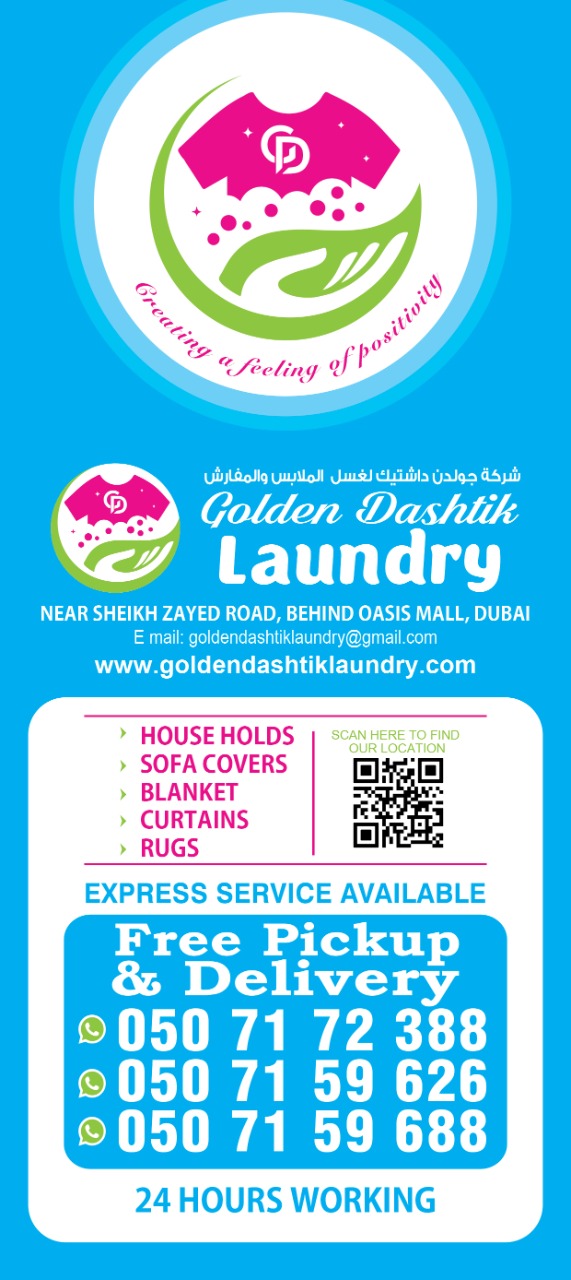 GD
Creating a feeling of positivity
شركة جولدن داشتيك لغسل الملابس والمفارش
GD
Golden Dashtik
Laundry
NEAR SHEIKH ZAYED ROAD, BEHIND OASIS MALL, DUBAI
E mail: goldendashtiklaundry@gmail.com
www.goldendashtiklaundry.com
HOUSE HOLDS
SOFA COVERS
BLANKET
CURTAINS
RUGS
SCAN HERE TO FIND
OUR LOCATION
EXPRESS SERVICE AVAILABLE
Free Pickup
& Delivery
050 71 72 388
050 71 59 626
050 71 59 688
24 HOURS WORKING